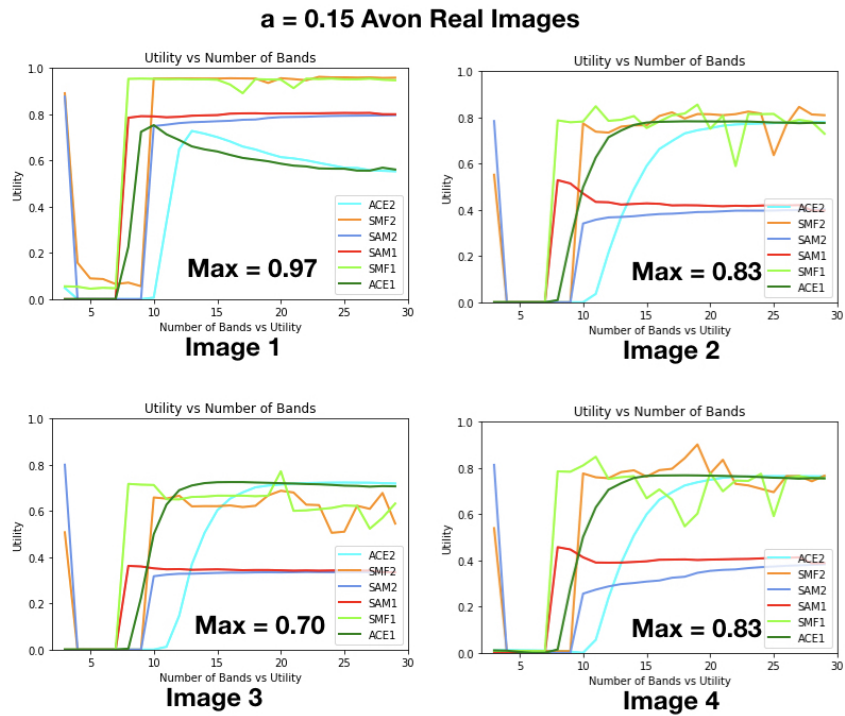 a = 0.15 Avon Real Images
Utility vs Number of Bands
1.0
0.8
0.6
0.4
0.2
0.0
Utility
5
10
15
20
25
30
Number of Bands vs Utility
ACE2
SMF2
SAM2
SAM1
SMF1
ACE1
Max = 0.97
Image 1
Utility vs Number of Bands
1.0
0.8
0.6
0.4
0.2
0.0
Utility
5
10
15
20
25
30
Number of Bands vs Utility
ACE2
SMF2
SAM2
SAM1
SMF1
ACE1
Max = 0.83
Image 2
Utility vs Number of Bands
1.0
0.8
0.6
0.4
0.2
0.0
Utility
5
10
15
20
25
30
Number of Bands vs Utility
ACE2
SMF2
SAM2
SAM1
SMF1
ACE1
Max = 0.70
Image 3
Utility vs Number of Bands
1.0
0.8
0.6
0.4
0.2
0.0
Utility
5
10
15
20
25
30
Number of Bands vs Utility
ACE2
SMF2
SAM2
SAM1
SMF1
ACE1
Max = 0.83
Image 4